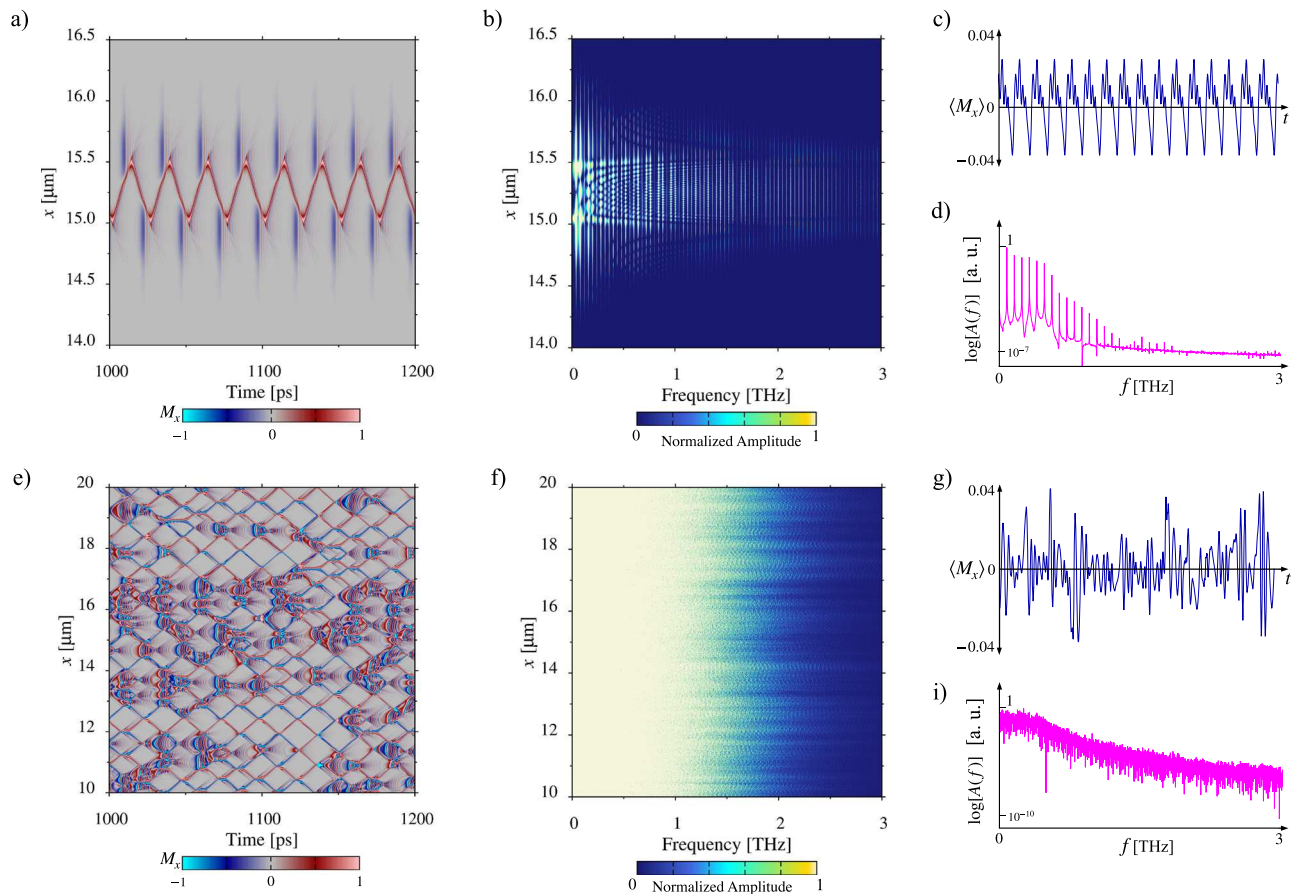 a)
16.5
16.0
15.5
15.0
14.5
14.0
x [µm]
1000
1100
1200
Time [ps]
Mₓ
−1
0
1
b)
16.5
16.0
15.5
15.0
14.5
14.0
x [µm]
0
1
2
3
Frequency [THz]
0
Normalized Amplitude
1
c)
0.04
⟨Mₓ⟩ 0
t
−0.04
d)
log[A(f)] [a. u.]
1
10⁻⁷
0
f [THz]
3
e)
20
18
16
14
12
10
x [µm]
1000
1100
1200
Time [ps]
Mₓ
−1
0
1
f)
20
18
16
14
12
10
x [µm]
0
1
2
3
Frequency [THz]
0
Normalized Amplitude
1
g)
0.04
⟨Mₓ⟩ 0
t
−0.04
i)
log[A(f)] [a. u.]
1
10⁻¹⁰
0
f [THz]
3